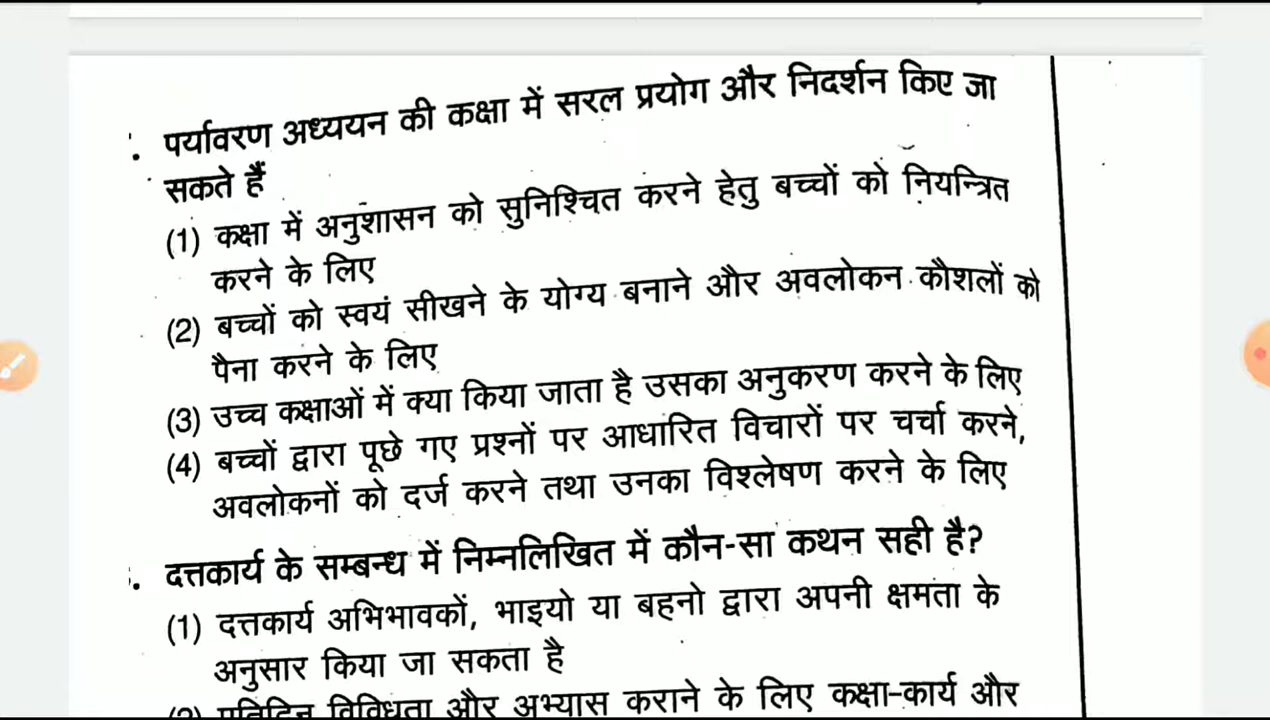 . पर्यावरण अध्ययन की कक्षा में सरल प्रयोग और निदर्शन किए जा
सकते हैं
(1) कक्षा में अनुशासन को सुनिश्चित करने हेतु बच्चों को नियन्त्रित
करने के लिए
(2) बच्चों को स्वयं सीखने के योग्य बनाने और अवलोकन कौशलों को
पैना करने के लिए
(3) उच्च कक्षाओं में क्या किया जाता है उसका अनुकरण करने के लिए
(4) बच्चों द्वारा पूछे गए प्रश्नों पर आधारित विचारों पर चर्चा करने,
अवलोकनों को दर्ज करने तथा उनका विश्लेषण करने के लिए
. दत्तकार्य के सम्बन्ध में निम्नलिखित में कौन-सा कथन सही है?
(1) दत्तकार्य अभिभावकों, भाइयो या बहनो द्वारा अपनी क्षमता के
अनुसार किया जा सकता है
(2) प्रतिदिन विविधता और अभ्यास कराने के लिए कक्षा-कार्य और